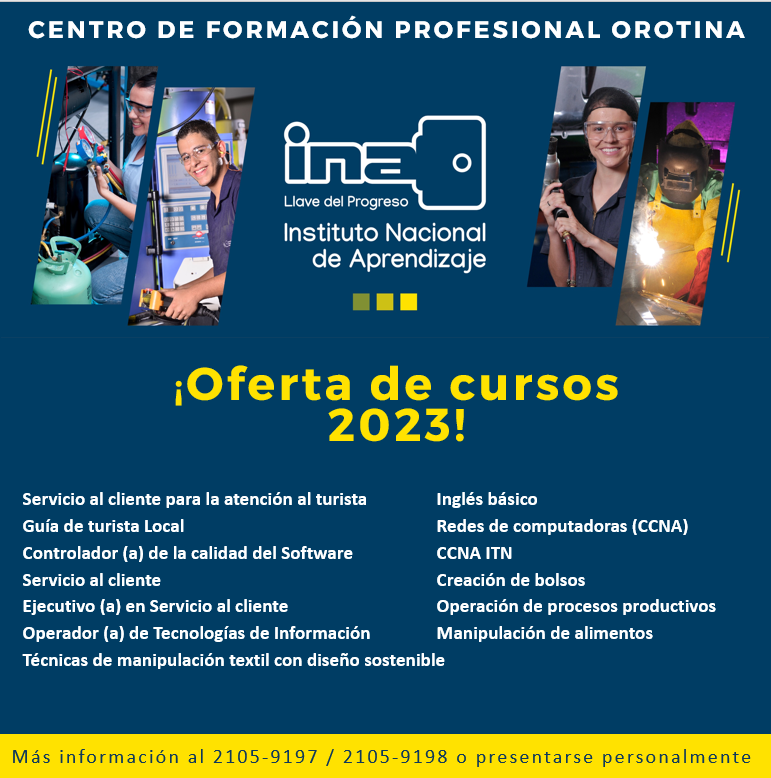 CENTRO DE FORMACIÓN PROFESIONAL OROTINA
ina
Llave del Progreso
Instituto Nacional
de Aprendizaje
¡Oferta de cursos
2023!
Servicio al cliente para la atención al turista
Guía de turista Local
Controlador (a) de la calidad del Software
Servicio al cliente
Ejecutivo (a) en Servicio al cliente
Operador (a) de Tecnologías de Información
Técnicas de manipulación textil con diseño sostenible
Inglés básico
Redes de computadoras (CCNA)
CCNA ITN
Creación de bolsos
Operación de procesos productivos
Manipulación de alimentos
Más información al 2105-9197 / 2105-9198 o presentarse personalmente